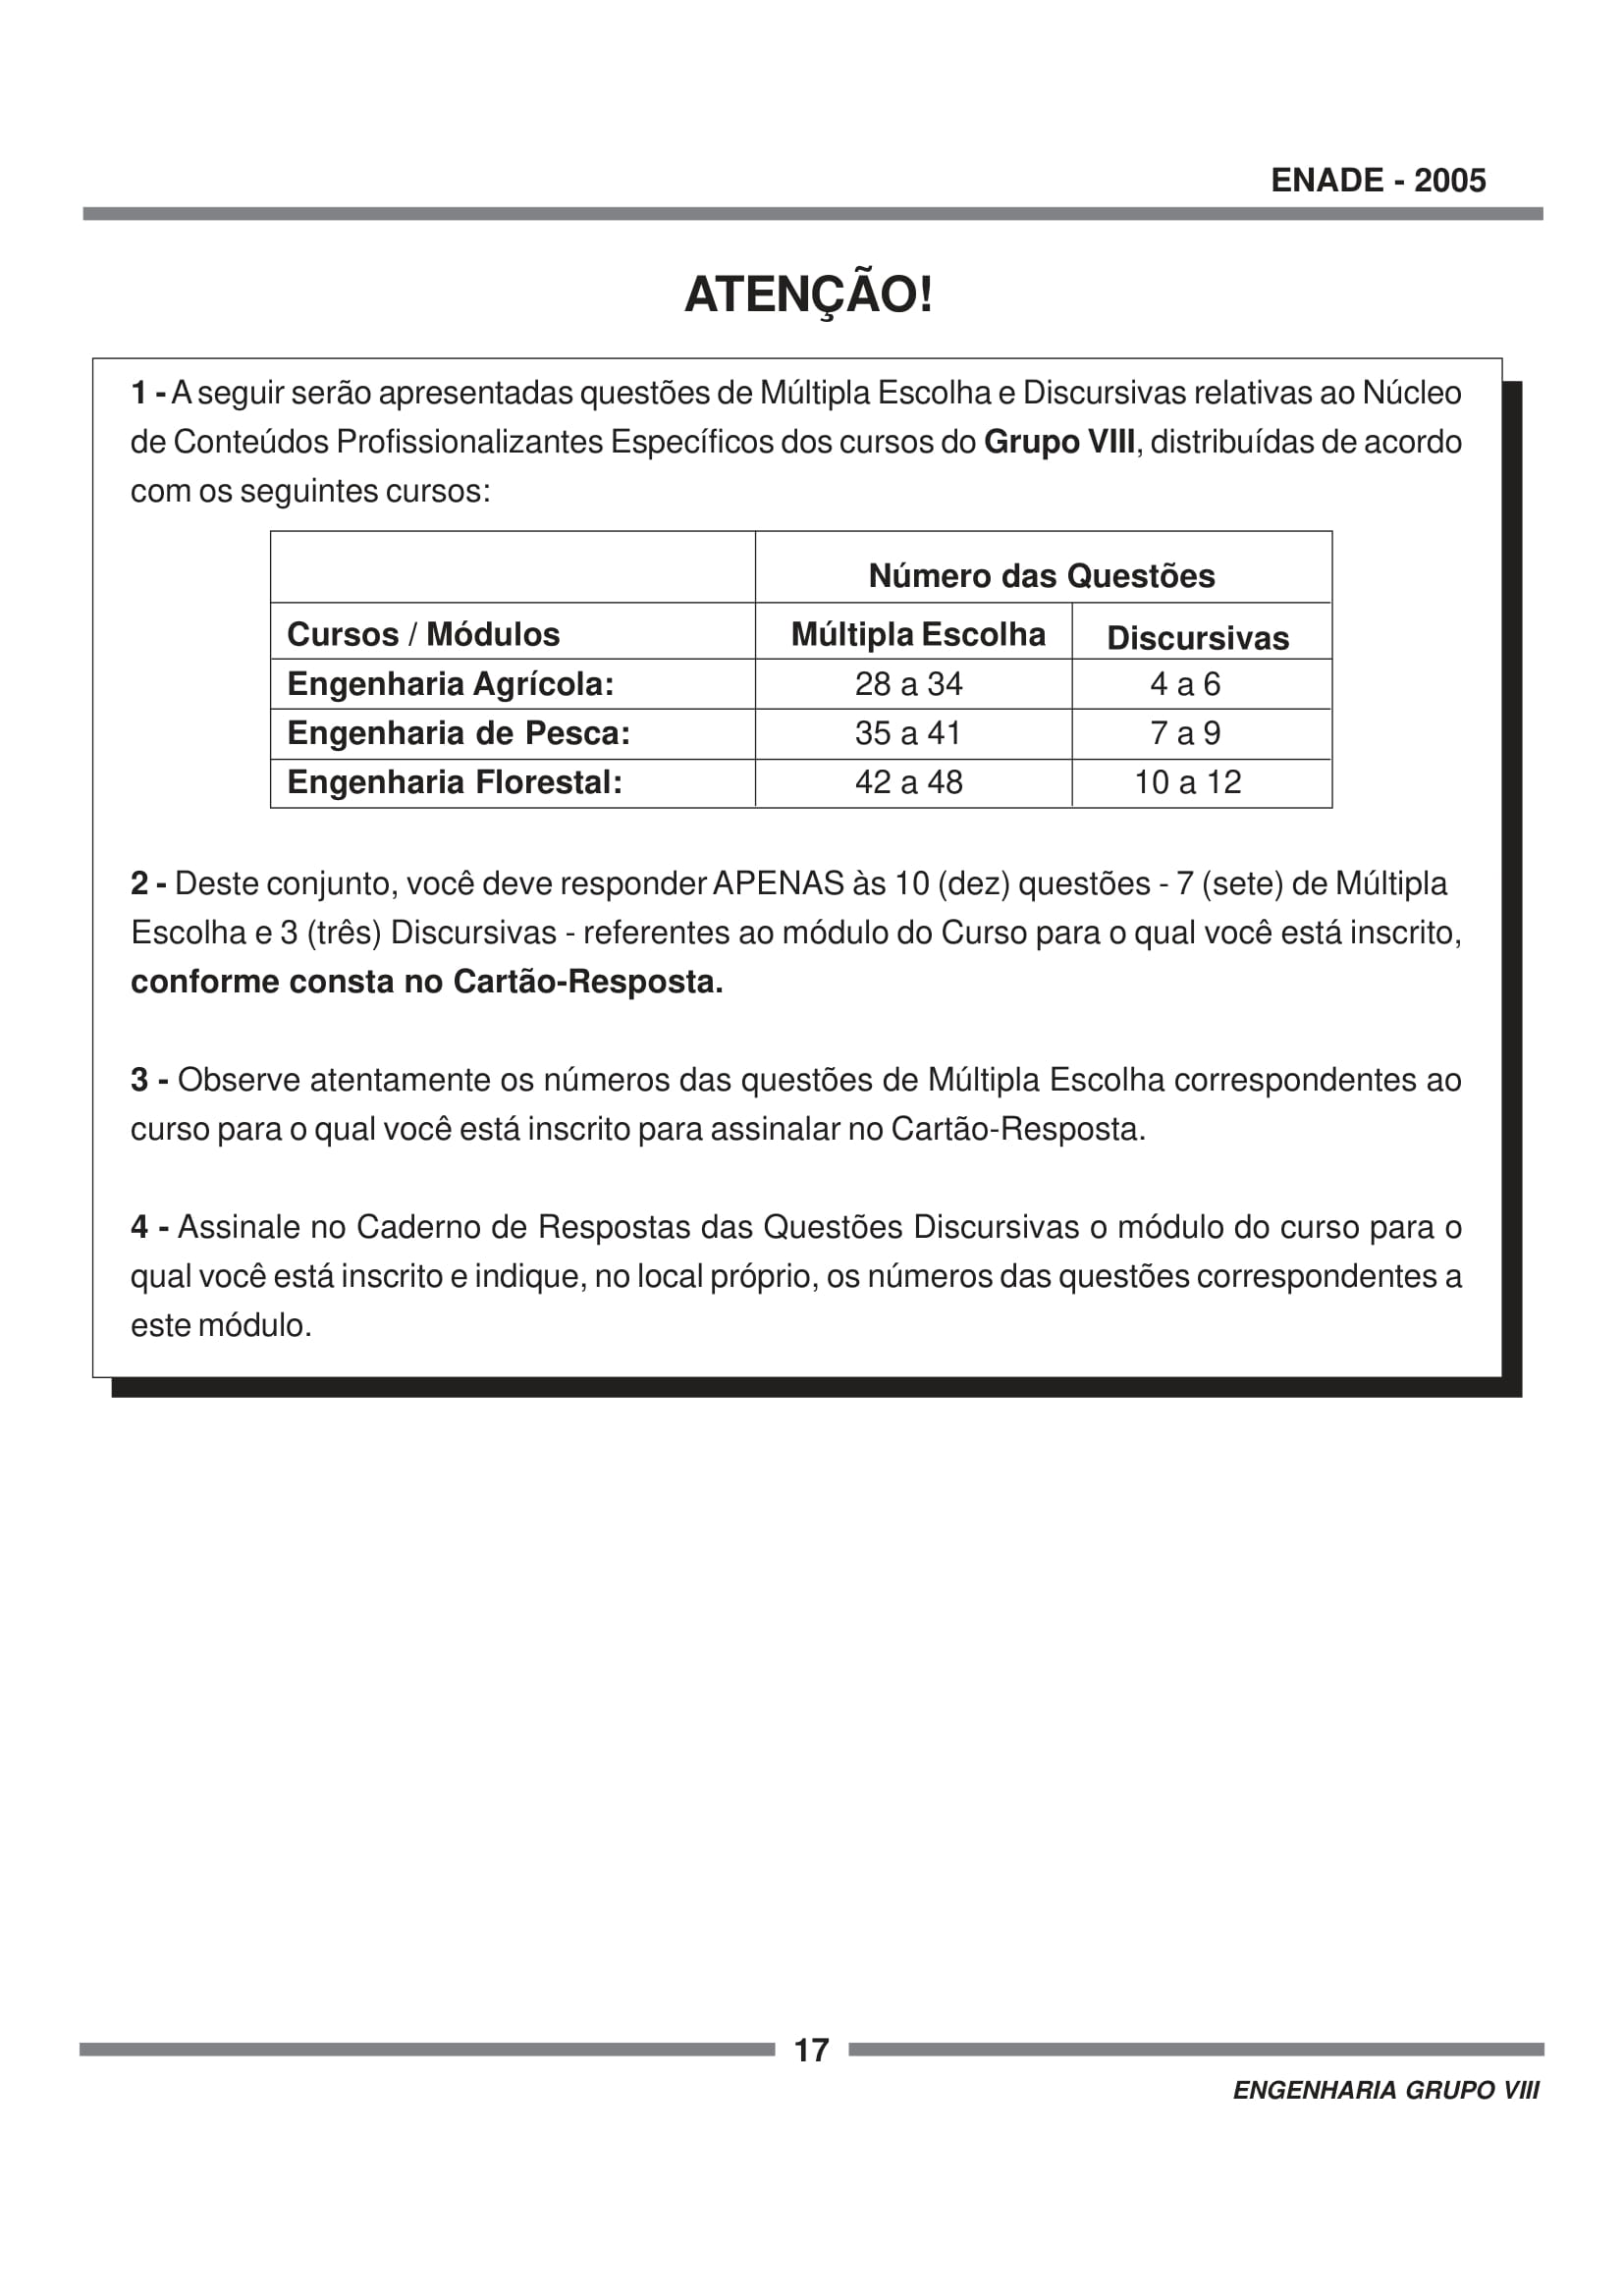 ENADE - 2005
ATENÇÃO!
1 - A seguir serão apresentadas questões de Múltipla Escolha e Discursivas relativas ao Núcleo
de Conteúdos Profissionalizantes Específicos dos cursos do Grupo VIII, distribuídas de acordo
com os seguintes cursos:
Número das Questões
Cursos / Módulos Múltipla Escolha Discursivas
Engenharia Agrícola: 28 a 34 4 a 6
Engenharia de Pesca: 35 a 41 7 a 9
Engenharia Florestal: 42 a 48 10 a 12
2 - Deste conjunto, você deve responder APENAS às 10 (dez) questões - 7 (sete) de Múltipla
Escolha e 3 (três) Discursivas - referentes ao módulo do Curso para o qual você está inscrito,
conforme consta no Cartão-Resposta.
3 - Observe atentamente os números das questões de Múltipla Escolha correspondentes ao
curso para o qual você está inscrito para assinalar no Cartão-Resposta.
4 - Assinale no Caderno de Respostas das Questões Discursivas o módulo do curso para o
qual você está inscrito e indique, no local próprio, os números das questões correspondentes a
este módulo.
17
ENGENHARIA GRUPO VIII